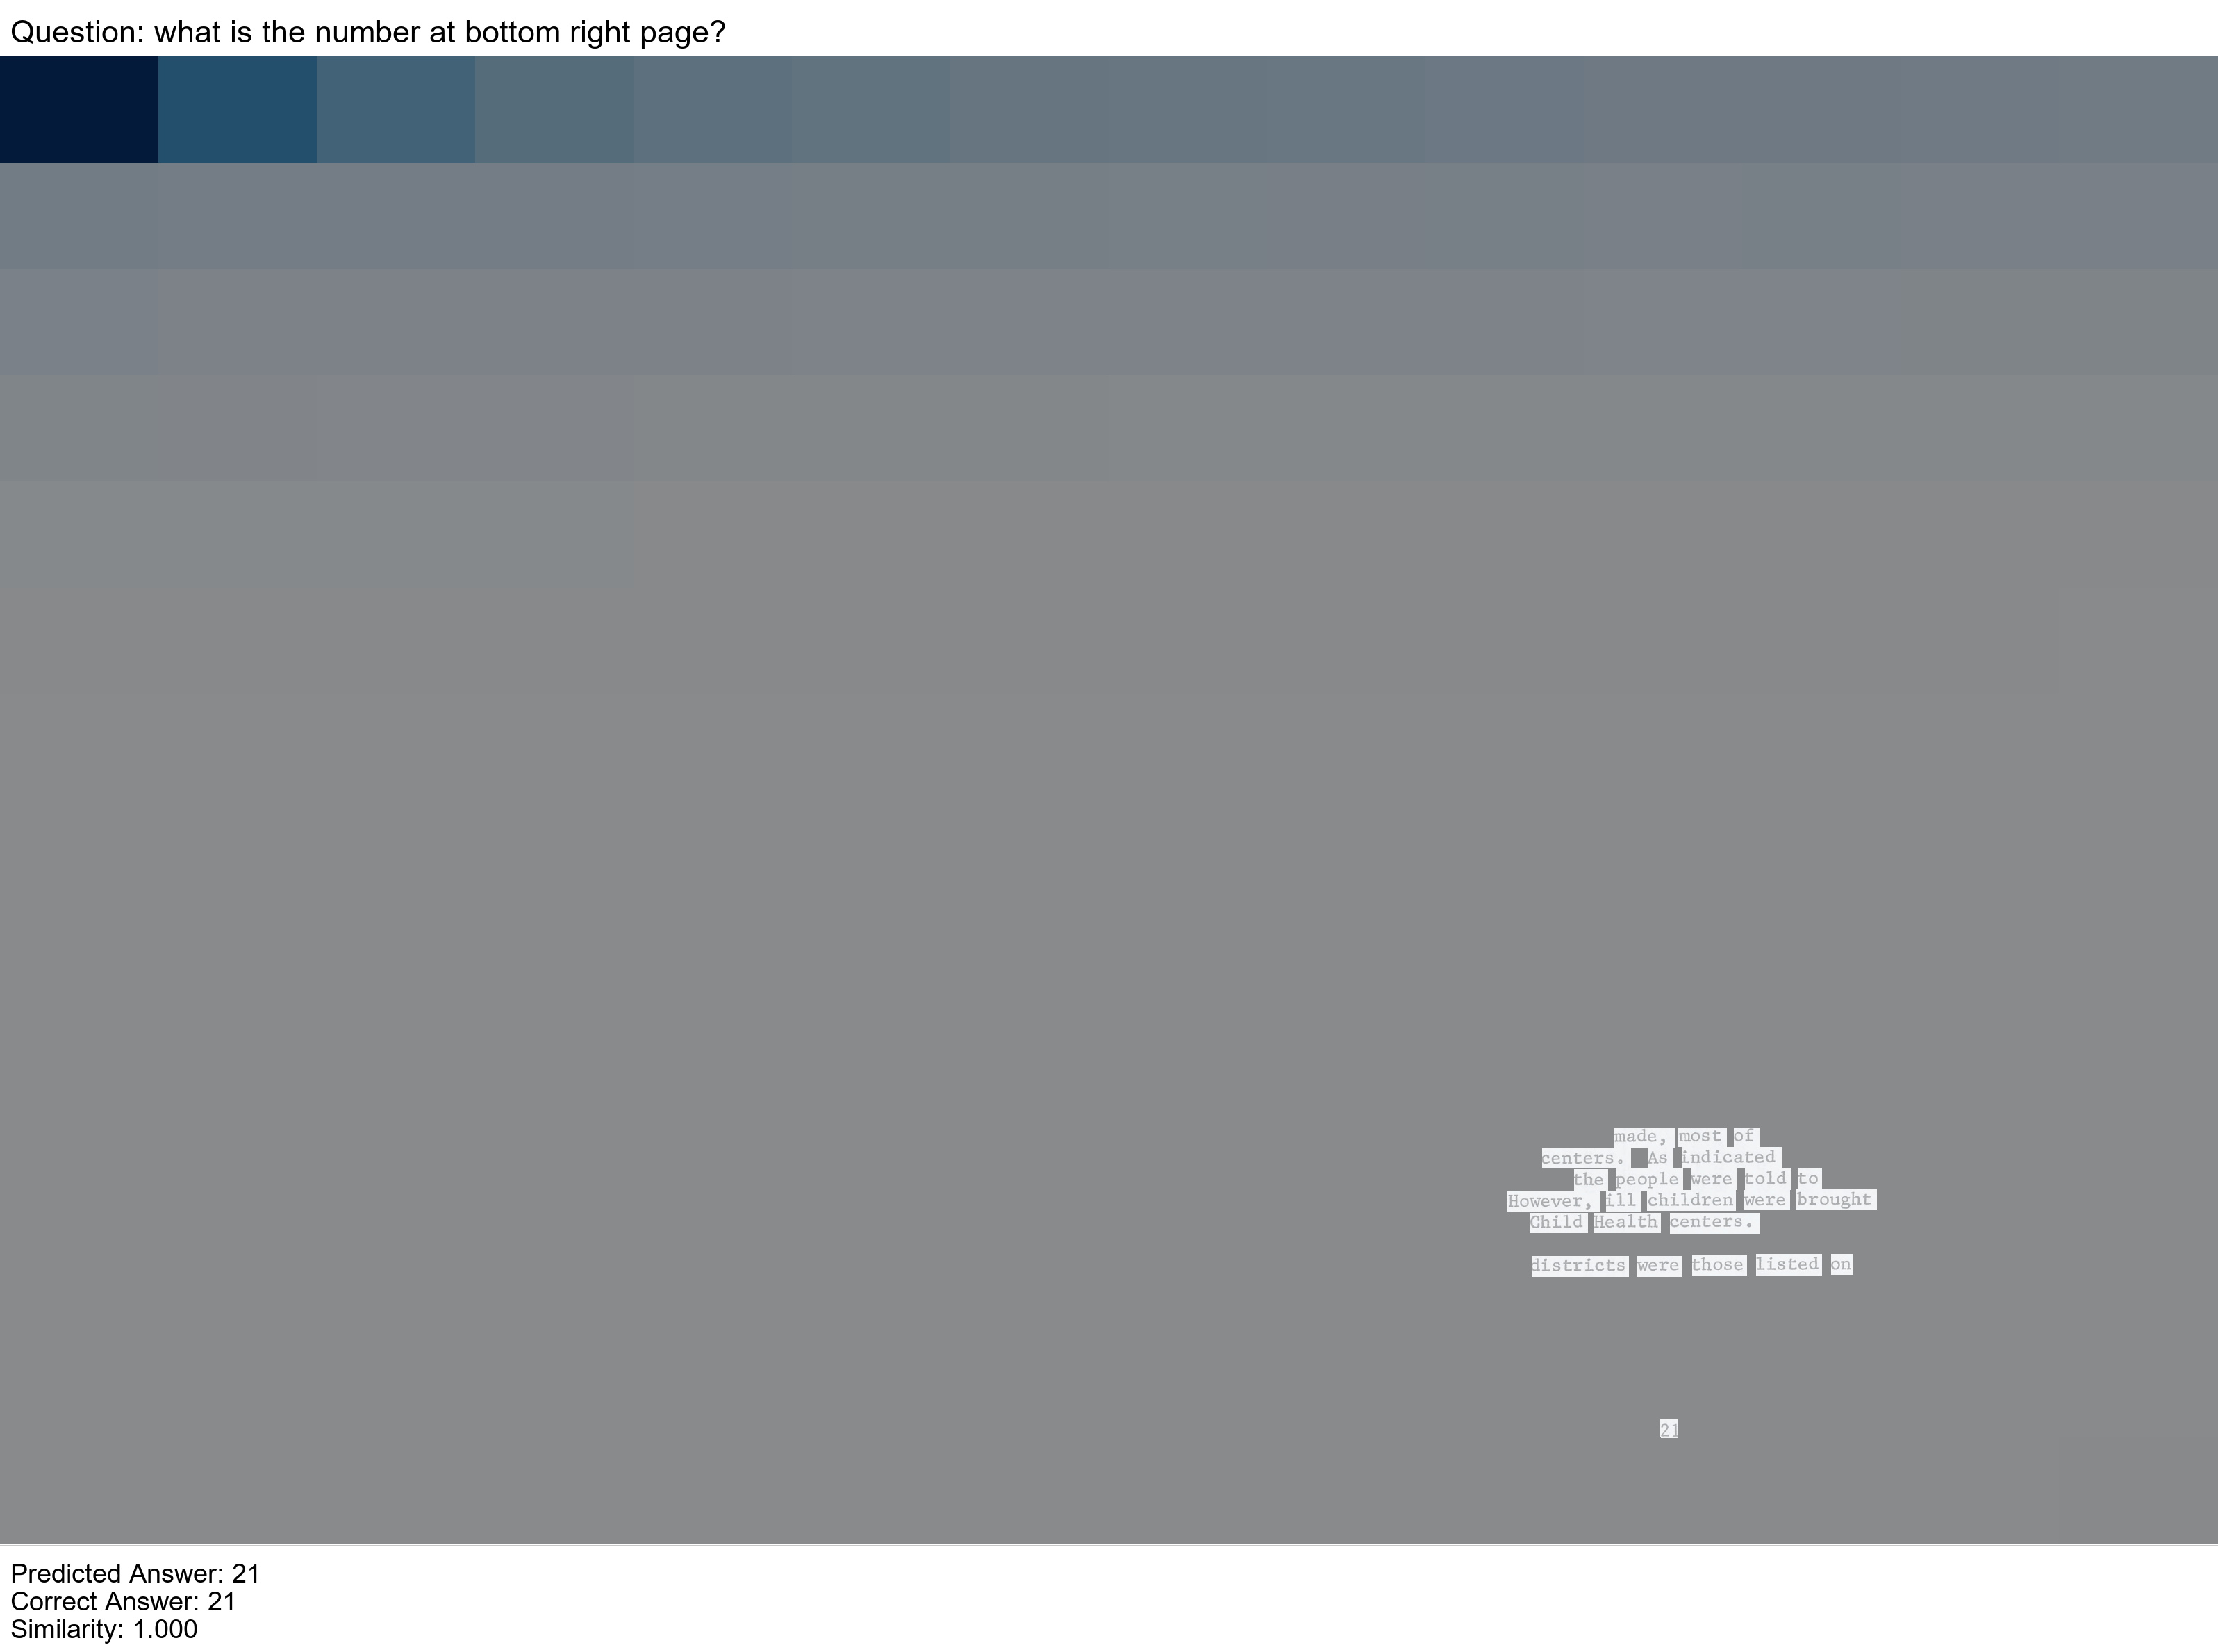 Question: what is the number at bottom right page?
made, most of
centers. As indicated
the people were told to
However, ill children were brought
Child Health centers.
districts were those listed on
21
Predicted Answer: 21
Correct Answer: 21
Similarity: 1.000